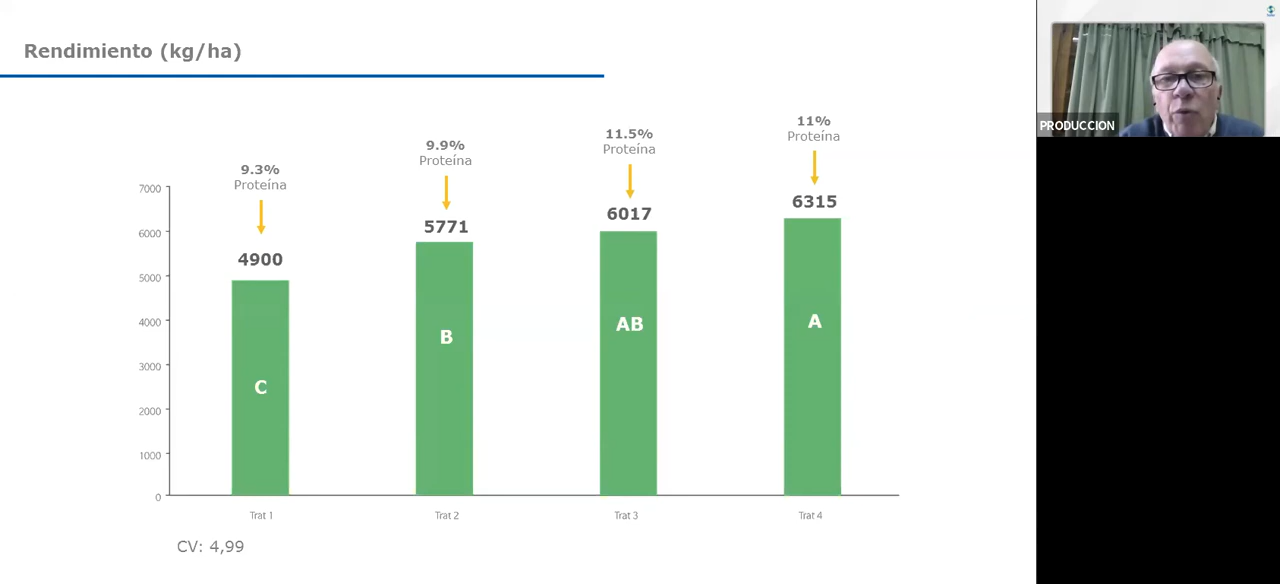 Rendimiento (kg/ha)
9.3%
Proteína
9.9%
Proteína
11.5%
Proteína
11%
Proteína
4900
5771
6017
6315
7000
6000
5000
4000
3000
2000
1000
0
C
B
AB
A
Trat 1
Trat 2
Trat 3
Trat 4
CV: 4,99
PRODUCCION